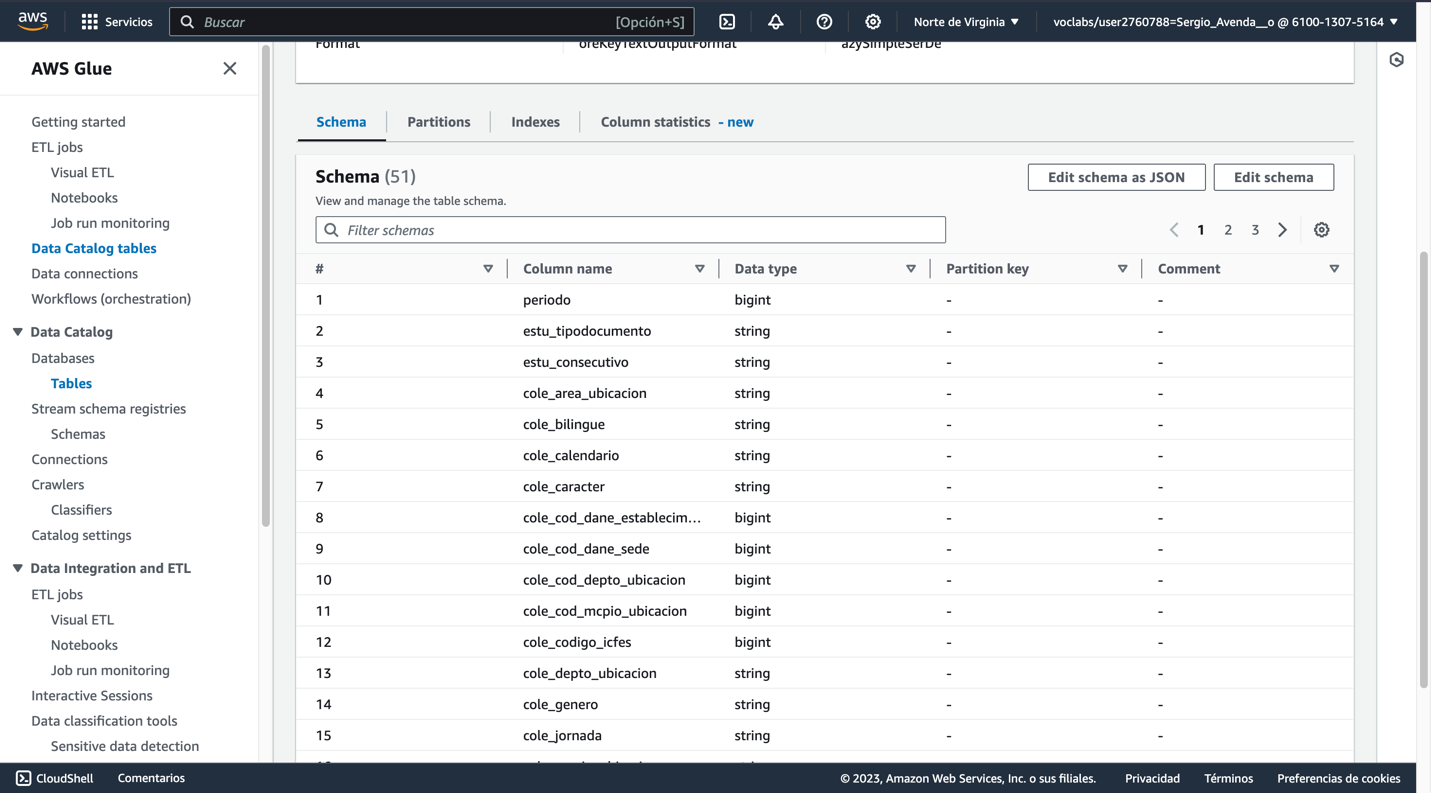 aws
Servicios
Buscar
[Opción+S]
Norte de Virginia
voclabs/user2760788=Sergio_Avenda__o @ 6100-1307-5164
AWS Glue
Getting started
ETL jobs
Visual ETL
Notebooks
Job run monitoring
Data Catalog tables
Data connections
Workflows (orchestration)
Data Catalog
Databases
Tables
Stream schema registries
Schemas
Connections
Crawlers
Classifiers
Catalog settings
Data Integration and ETL
ETL jobs
Visual ETL
Notebooks
Job run monitoring
Interactive Sessions
Data classification tools
Sensitive data detection
Format oreKeyTextOutputFormat azySimpleSerDe
Schema Partitions Indexes Column statistics - new
Schema (51)
View and manage the table schema.
Edit schema as JSON
Edit schema
Filter schemas
1 2 3
# Column name Data type Partition key Comment
1 periodo bigint - -
2 estu_tipodocumento string - -
3 estu_consecutivo string - -
4 cole_area_ubicacion string - -
5 cole_bilingue string - -
6 cole_calendario string - -
7 cole_caracter string - -
8 cole_cod_dane_establecim... bigint - -
9 cole_cod_dane_sede bigint - -
10 cole_cod_depto_ubicacion bigint - -
11 cole_cod_mcpio_ubicacion bigint - -
12 cole_codigo_icfes bigint - -
13 cole_depto_ubicacion string - -
14 cole_genero string - -
15 cole_jornada string - -
CloudShell
Comentarios
© 2023, Amazon Web Services, Inc. o sus filiales.
Privacidad
Términos
Preferencias de cookies